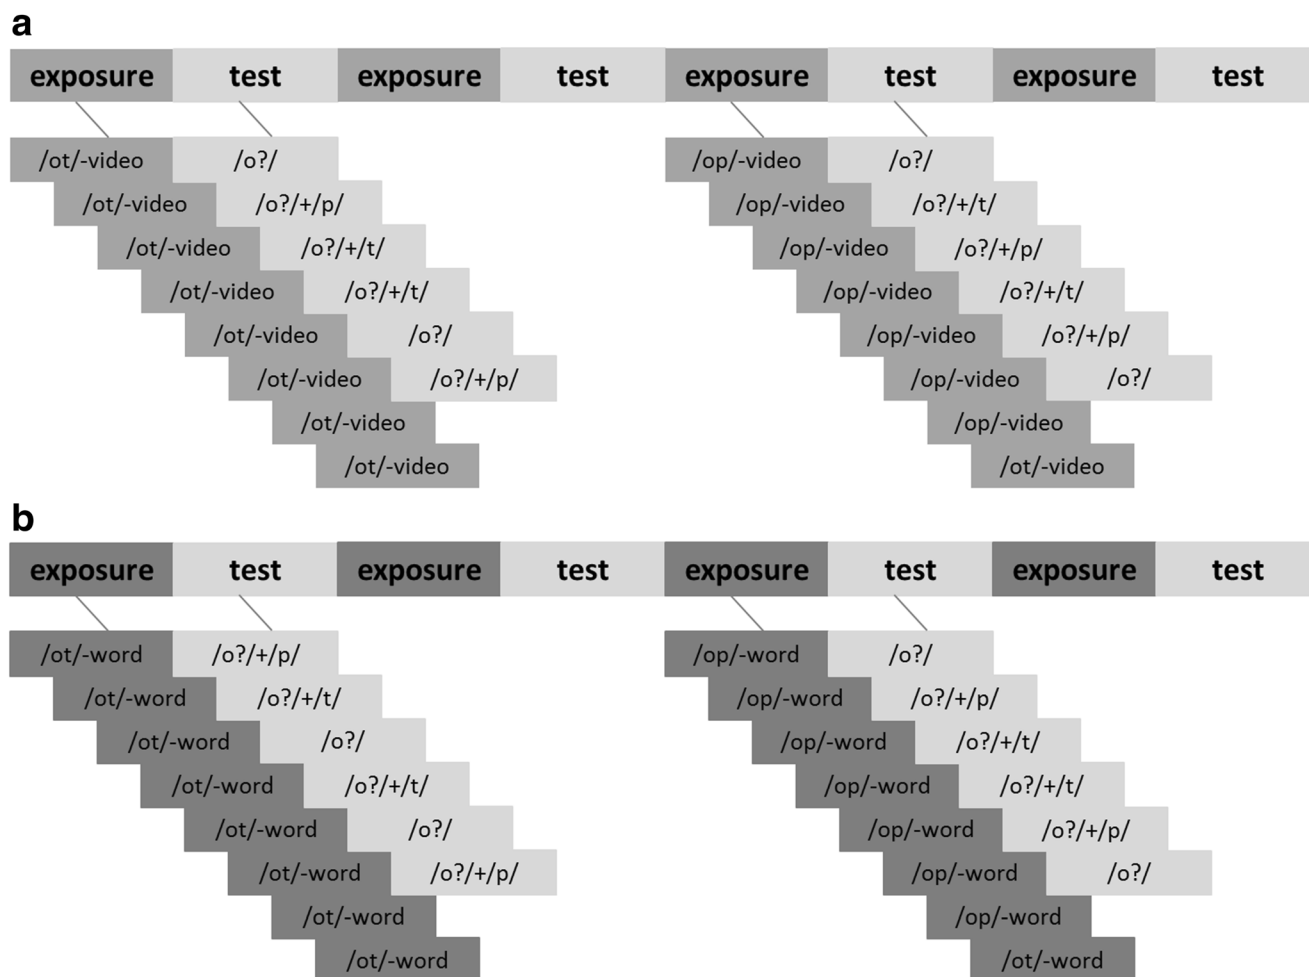 a
exposure test exposure test exposure test exposure test
/ot/-video /o?/ /op/-video /o?/
/ot/-video /o?/+/p/ /op/-video /o?/+/t/
/ot/-video /o?/+/t/ /op/-video /o?/+/p/
/ot/-video /o?/+/t/ /op/-video /o?/+/t/
/ot/-video /o?/ /op/-video /o?/+/p/
/ot/-video /o?/+/p/ /op/-video /o?/
/ot/-video /op/-video
/ot/-video /ot/-video
b
exposure test exposure test exposure test exposure test
/ot/-word /o?/+/p/ /op/-word /o?/
/ot/-word /o?/+/t/ /op/-word /o?/+/p/
/ot/-word /o?/ /op/-word /o?/+/t/
/ot/-word /o?/+/t/ /op/-word /o?/+/t/
/ot/-word /o?/ /op/-word /o?/+/p/
/ot/-word /o?/+/p/ /op/-word /o?/
/ot/-word /op/-word
/ot/-word /ot/-word